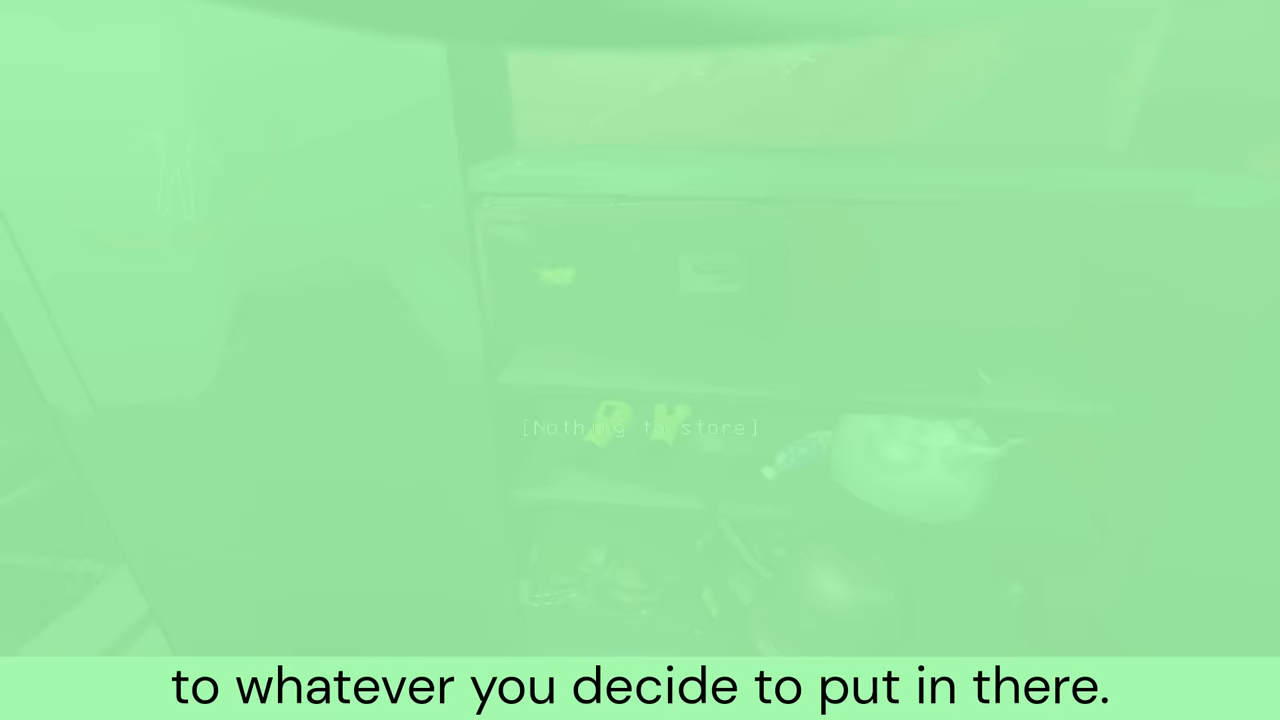 [Nothing to store]
to whatever you decide to put in there.